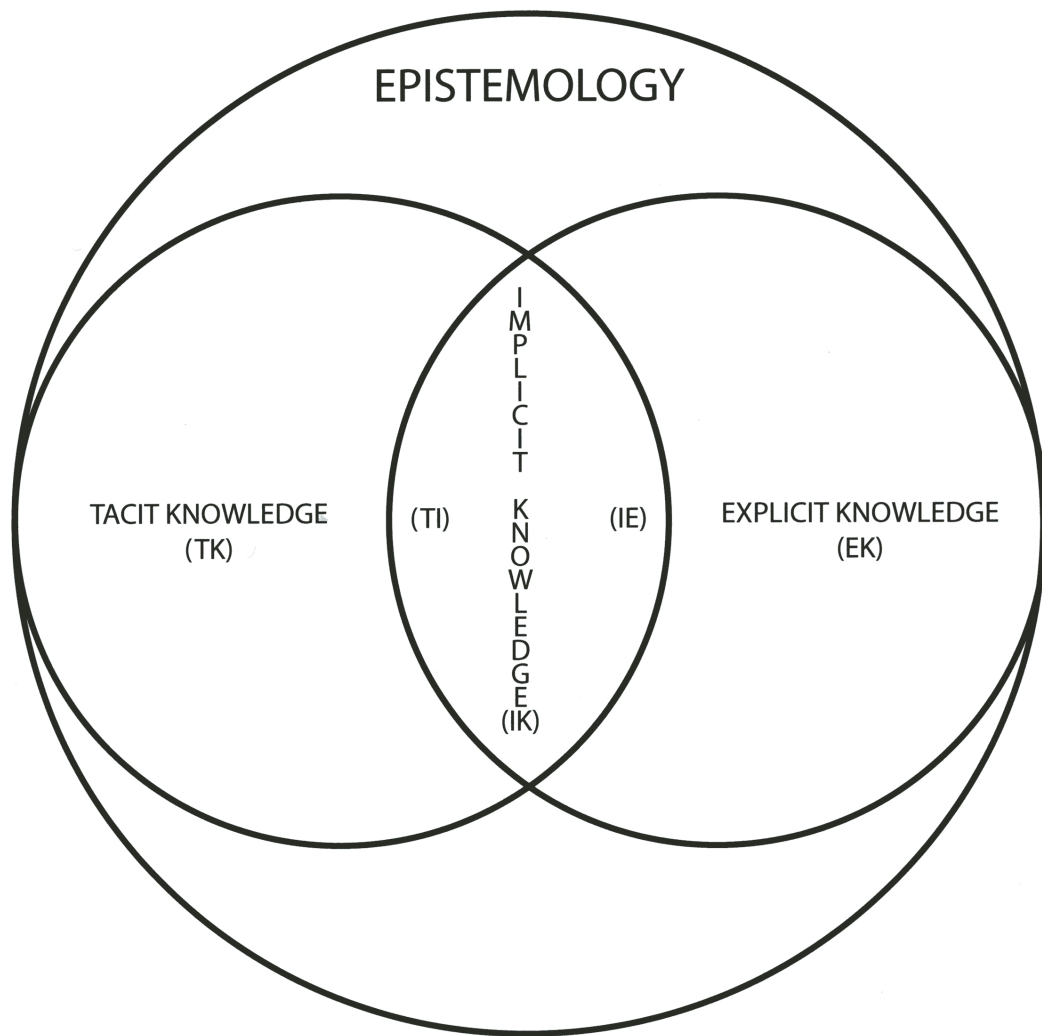 EPISTEMOLOGY
IMPLICIT KNOWLEDGE
(IK)
TACIT KNOWLEDGE
(TK)
(TI)
(IE)
EXPLICIT KNOWLEDGE
(EK)